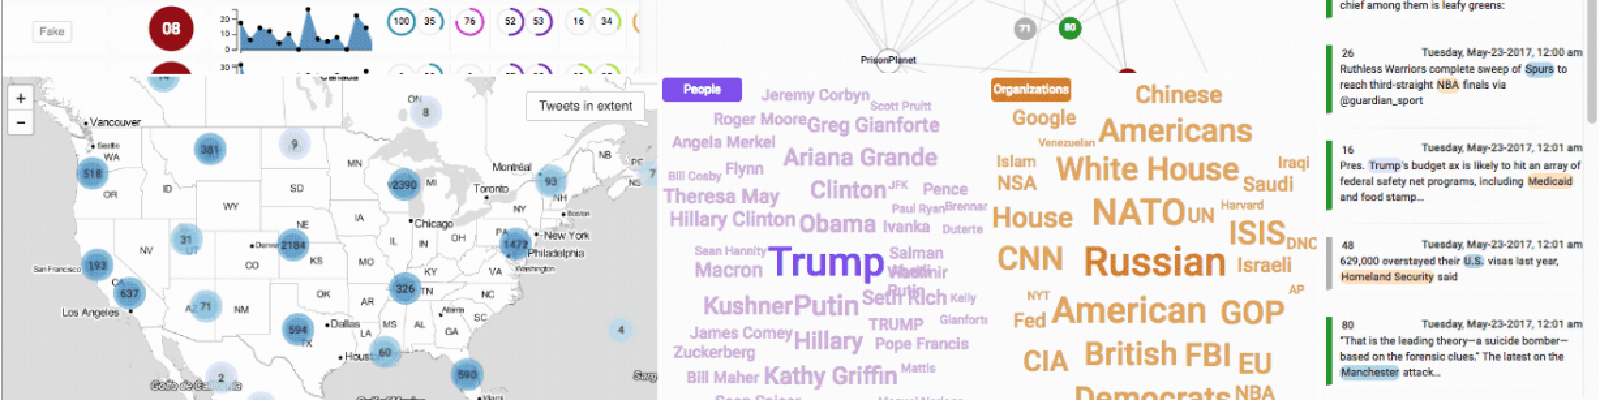 Fake
08
20
10
0
30
100
35
76
52
53
16
34
14
+
−
Tweets in extent
Vancouver
Seattle
WA
518
OR
ID
381
9
ON
8
MN
SD
WY
2390
MI
Montréal
93
Toronto
NB
NS
NH
Boston
NY
IA
Chicago
NE
NV
31
Denver
2184
CO
KS
IL
IN
OH
PA
1472
New York
Philadelphia
Washington
MO
KY
VA
San Francisco
193
CA
637
Los Angeles
AZ
71
NM
OK
AR
326
TN
NC
SC
Atlanta
594
Dallas
TX
LA
MS
AL
GA
Houst
60
590
4
2
PrisonPlanet
71
80
People
Jeremy Corbyn
Scott Pruitt
Roger Moore
Greg Gianforte
Angela Merkel
Flynn
Ariana Grande
Bill Cosby
Theresa May
Clinton
JFK
Pence
Paul Ryan
Brennan
Hillary Clinton
Obama
Ivanka
Duterte
Sean Hannity
Trump
Salman
Macron
Kushner
Putin
Seth Rich
Kelly
James Comey
TRUMP
Gianforte
Hillary
Pope Francis
Zuckerberg
Bill Maher
Kathy Griffin
Mattis
Organizations
Chinese
Google
Venezuelan
Americans
Islam
White House
Iraqi
NSA
Saudi
Harvard
House
NATO
UN
ISIS
DNC
CNN
Russian
Israeli
AP
NYT
Fed
American
GOP
CIA
British
FBI
EU
Democrats
NBA
chief among them is leafy greens:
26 Tuesday, May-23-2017, 12:00 am
Ruthless Warriors complete sweep of Spurs to
reach third-straight NBA finals via
@guardian_sport
16 Tuesday, May-23-2017, 12:01 am
Pres. Trump's budget ax is likely to hit an array of
federal safety net programs, including Medicaid
and food stamp...
48 Tuesday, May-23-2017, 12:01 am
629,000 overstayed their U.S. visas last year,
Homeland Security said
80 Tuesday, May-23-2017, 12:01 am
"That is the leading theory—a suicide bomber—
based on the forensic clues." The latest on the
Manchester attack...